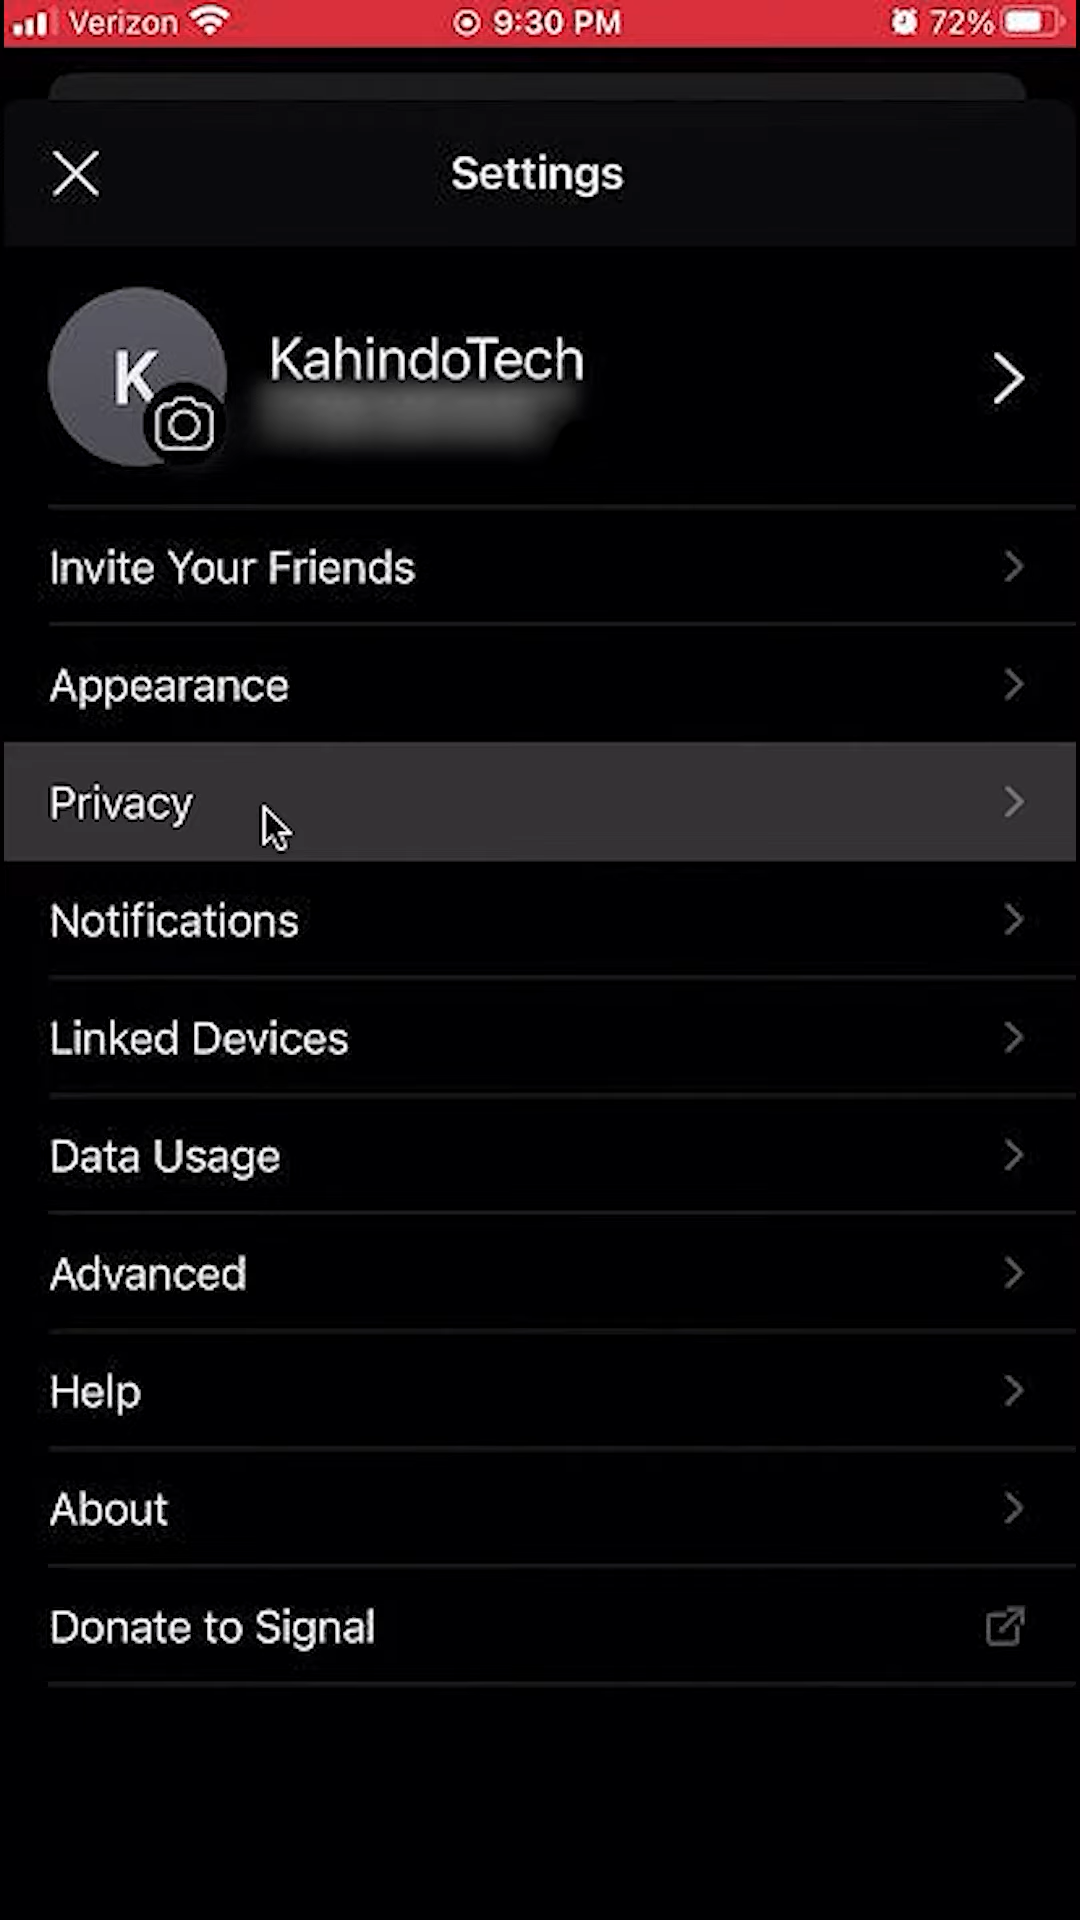 Verizon 9:30 PM 72%
Settings
K
KahindoTech
Invite Your Friends
Appearance
Privacy
Notifications
Linked Devices
Data Usage
Advanced
Help
About
Donate to Signal